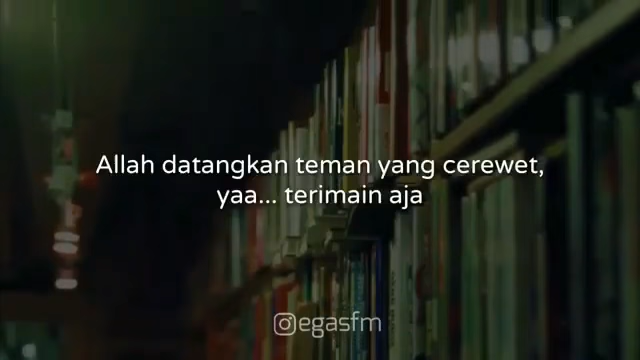 Allah datangkan teman yang cerewet,
yaa... terimain aja
egasfm